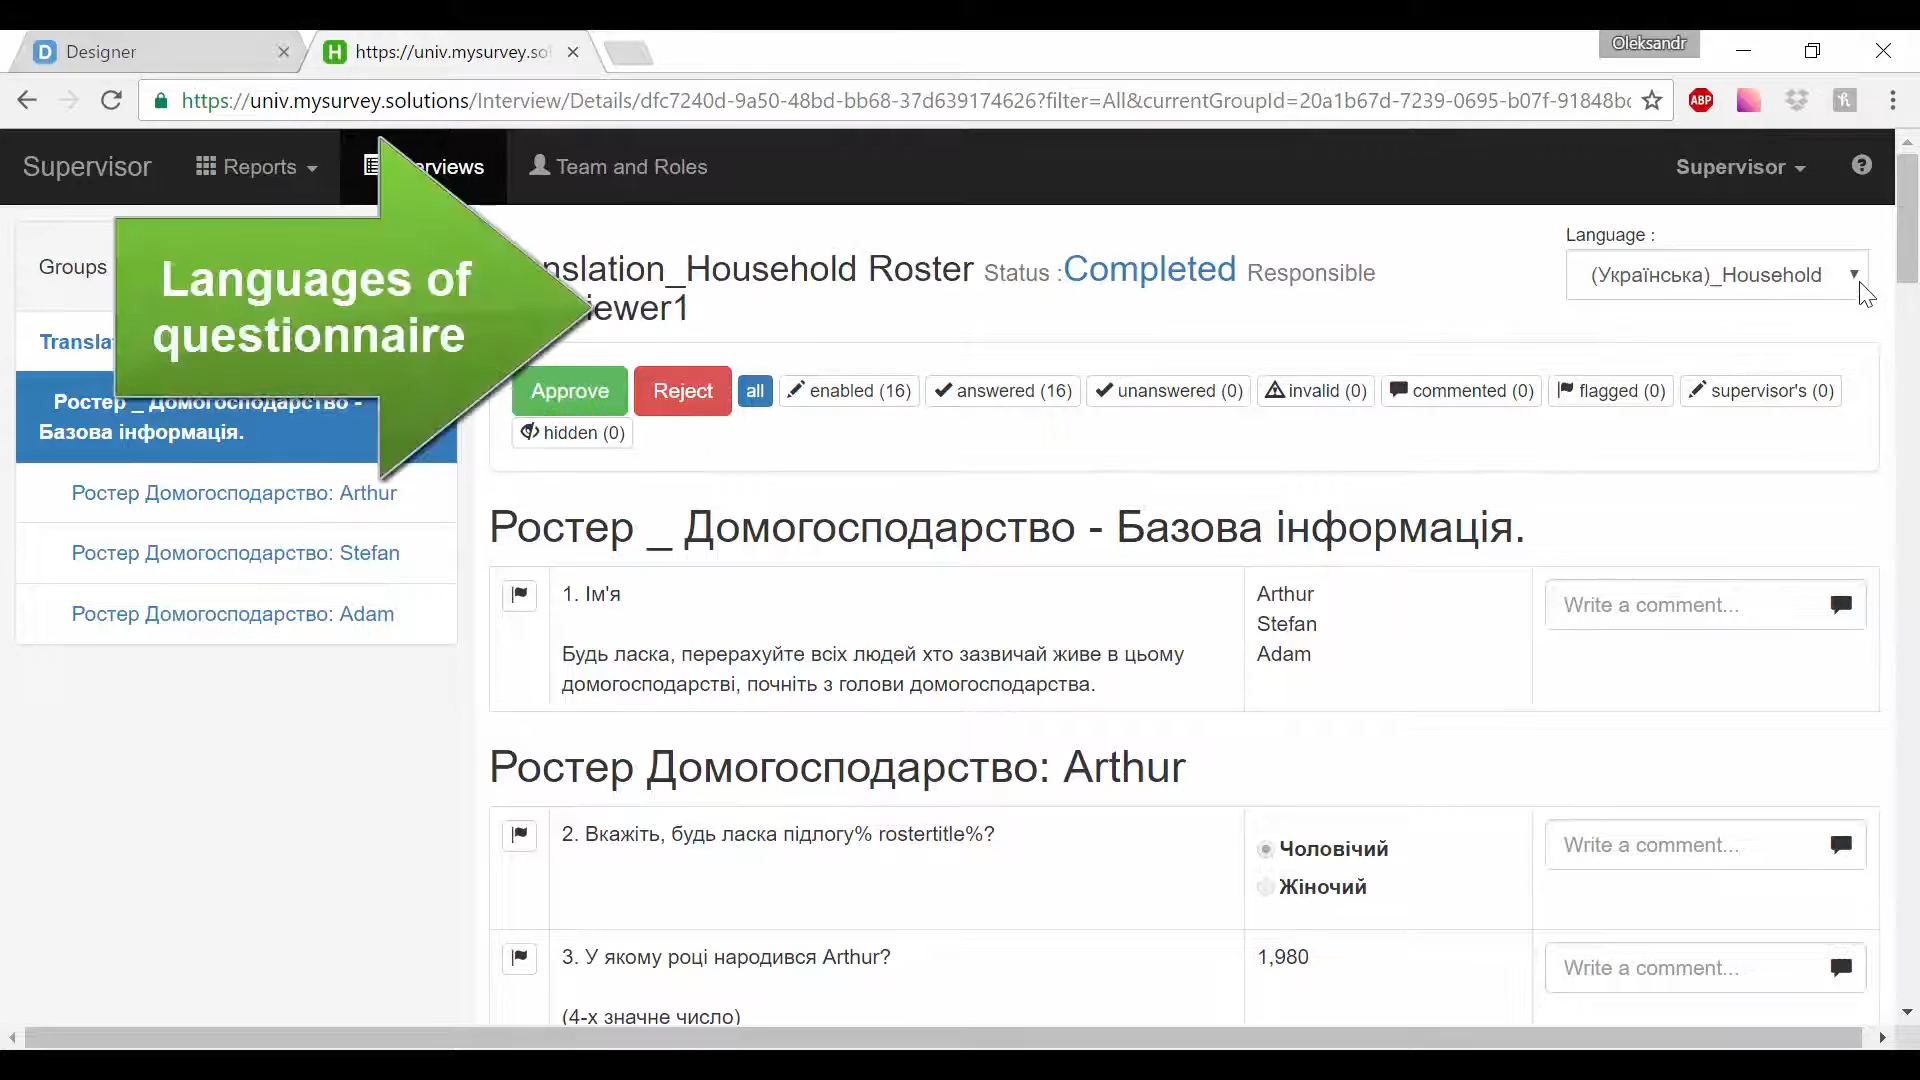 Designer
https://univ.mysurvey.so
Oleksandr
https://univ.mysurvey.solutions/Interview/Details/dfc7240d-9a50-48bd-bb68-37d639174626?filter=All&currentGroupId=20a1b67d-7239-0695-b07f-91848bc
ABP
Supervisor
Reports
erviews
Team and Roles
Supervisor
Language :
(Українська)_Household
Groups
Languages of
questionnaire
nslation_Household Roster Status :Completed Responsible
iewer1
Transla
Approve
Reject
all
enabled (16)
answered (16)
unanswered (0)
invalid (0)
commented (0)
flagged (0)
supervisor's (0)
hidden (0)
Ростер _ Домогосподарство -
Базова інформація.
Ростер Домогосподарство: Arthur
Ростер Домогосподарство: Stefan
Ростер Домогосподарство: Adam
Ростер _ Домогосподарство - Базова інформація.
1. Ім'я
Будь ласка, перерахуйте всіх людей хто зазвичай живе в цьому
домогосподарстві, почніть з голови домогосподарства.
Arthur
Stefan
Adam
Write a comment...
Ростер Домогосподарство: Arthur
2. Вкажіть, будь ласка підлогу% rostertitle%?
Чоловічий
Жіночий
Write a comment...
3. У якому році народився Arthur?
(4-х значне число)
1,980
Write a comment...